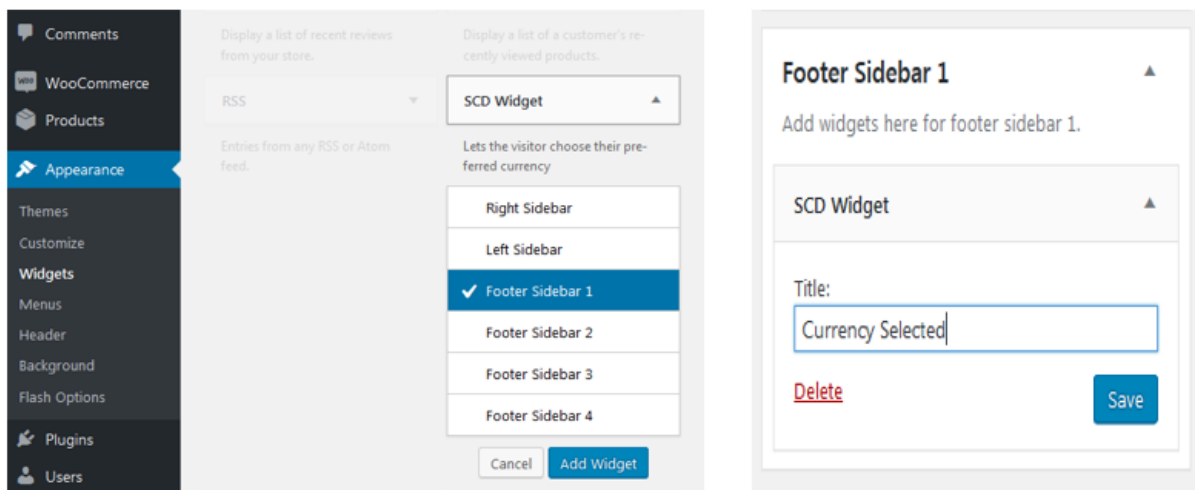 Comments
WooCommerce
Products
Appearance
Themes
Customize
Widgets
Menus
Header
Background
Flash Options
Plugins
Users
Display a list of recent reviews
from your store.
RSS
Entries from any RSS or Atom
feed.
Display a list of a customer's re-
cently viewed products.
SCD Widget
Lets the visitor choose their pre-
ferred currency
Right Sidebar
Left Sidebar
Footer Sidebar 1
Footer Sidebar 2
Footer Sidebar 3
Footer Sidebar 4
Cancel Add Widget
Footer Sidebar 1
Add widgets here for footer sidebar 1.
SCD Widget
Title:
Currency Selected
Delete Save